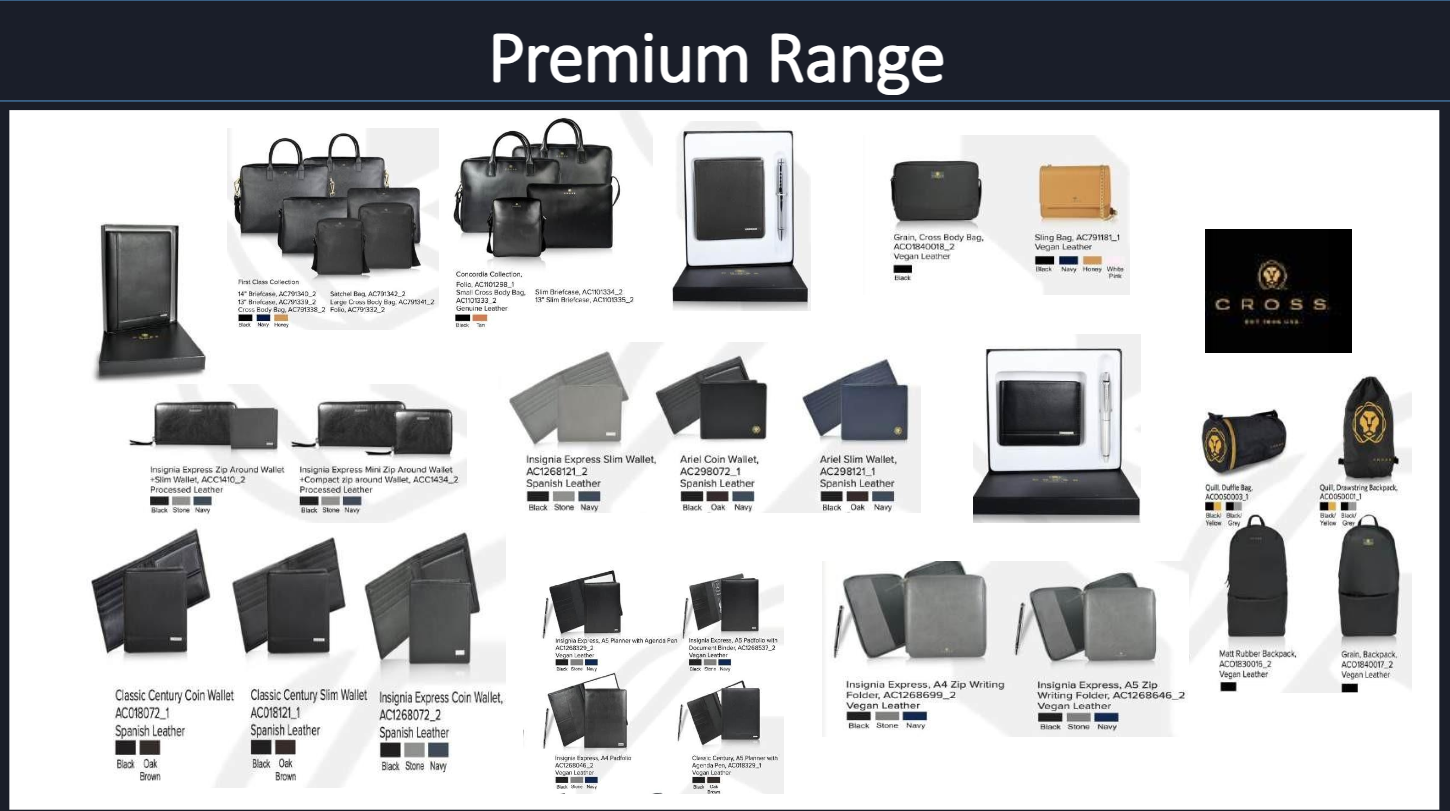 Premium Range
First Class Collection
14" Briefcase, AC791340_2
13" Briefcase, AC791339_2
Cross Body Bag, AC791338_2
Satchel Bag, AC791342_2
Large Cross Body Bag, AC791341_2
Folio, AC791332_2
Black Navy Honey
Concordia Collection,
Folio, AC1101298_1
Small Cross Body Bag,
AC1101333_2
Genuine Leather
Slim Briefcase, AC1101334_2
13" Slim Briefcase, AC1101335_2
Black Tan
CROSS
Grain, Cross Body Bag,
ACO1840018_2
Vegan Leather
Black
Sling Bag, AC791181_1
Vegan Leather
Black Navy Honey White
Pink
CROSS
EST 1846 USA
Insignia Express Zip Around Wallet
+Slim Wallet, ACC1410_2
Processed Leather
Black Stone Navy
Insignia Express Mini Zip Around Wallet
+Compact zip around Wallet, ACC1434_2
Processed Leather
Black Stone Navy
Insignia Express Slim Wallet,
AC1268121_2
Spanish Leather
Black Stone Navy
Ariel Coin Wallet,
AC298072_1
Spanish Leather
Black Oak Navy
Ariel Slim Wallet,
AC298121_1
Spanish Leather
Black Oak Navy
CROSS
Quill, Duffle Bag,
ACO050003_1
Black/ Black/
Yellow Grey
Quill, Drawstring Backpack,
ACO050001_1
Black/ Black/
Yellow Grey
Classic Century Coin Wallet
AC018072_1
Spanish Leather
Black Oak
Brown
Classic Century Slim Wallet
AC018121_1
Spanish Leather
Black Oak
Brown
Insignia Express Coin Wallet,
AC1268072_2
Spanish Leather
Black Stone Navy
Insignia Express, A5 Planner with Agenda Pen
AC1268329_2
Vegan Leather
Black Stone Navy
Insignia Express, A5 Padfolio with
Document Binder, AC1268537_2
Vegan Leather
Black Stone Navy
Insignia Express, A4 Padfolio
AC1268046_2
Vegan Leather
Black Stone Navy
Classic Century, A5 Planner with
Agenda Pen, AC018329_1
Vegan Leather
Black Oak
Brown
Insignia Express, A4 Zip Writing
Folder, AC1268699_2
Vegan Leather
Black Stone Navy
Insignia Express, A5 Zip
Writing Folder, AC1268646_2
Vegan Leather
Black Stone Navy
Matt Rubber Backpack,
ACO1830016_2
Vegan Leather
Grain, Backpack,
ACO1840017_2
Vegan Leather